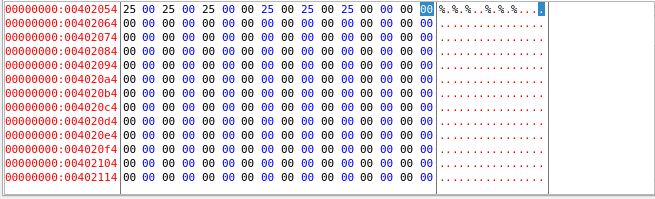 00000000:00402054 25 00 25 00 25 00 00 25 00 25 00 25 00 00 00 00 %.%.%..%.%.%....
00000000:00402064 00 00 00 00 00 00 00 00 00 00 00 00 00 00 00 00 ................
00000000:00402074 00 00 00 00 00 00 00 00 00 00 00 00 00 00 00 00 ................
00000000:00402084 00 00 00 00 00 00 00 00 00 00 00 00 00 00 00 00 ................
00000000:00402094 00 00 00 00 00 00 00 00 00 00 00 00 00 00 00 00 ................
00000000:004020a4 00 00 00 00 00 00 00 00 00 00 00 00 00 00 00 00 ................
00000000:004020b4 00 00 00 00 00 00 00 00 00 00 00 00 00 00 00 00 ................
00000000:004020c4 00 00 00 00 00 00 00 00 00 00 00 00 00 00 00 00 ................
00000000:004020d4 00 00 00 00 00 00 00 00 00 00 00 00 00 00 00 00 ................
00000000:004020e4 00 00 00 00 00 00 00 00 00 00 00 00 00 00 00 00 ................
00000000:004020f4 00 00 00 00 00 00 00 00 00 00 00 00 00 00 00 00 ................
00000000:00402104 00 00 00 00 00 00 00 00 00 00 00 00 00 00 00 00 ................
00000000:00402114 00 00 00 00 00 00 00 00 00 00 00 00 00 00 00 00 ................